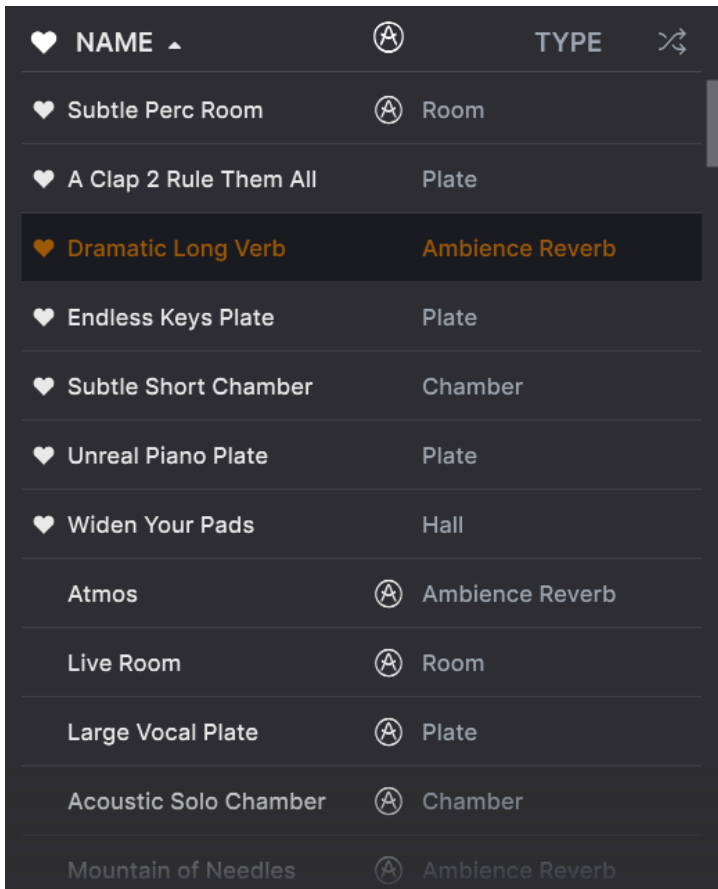 NAME TYPE
Subtle Perc Room Room
A Clap 2 Rule Them All Plate
Dramatic Long Verb Ambience Reverb
Endless Keys Plate Plate
Subtle Short Chamber Chamber
Unreal Piano Plate Plate
Widen Your Pads Hall
Atmos Ambience Reverb
Live Room Room
Large Vocal Plate Plate
Acoustic Solo Chamber Chamber
Mountain of Needles Ambience Reverb